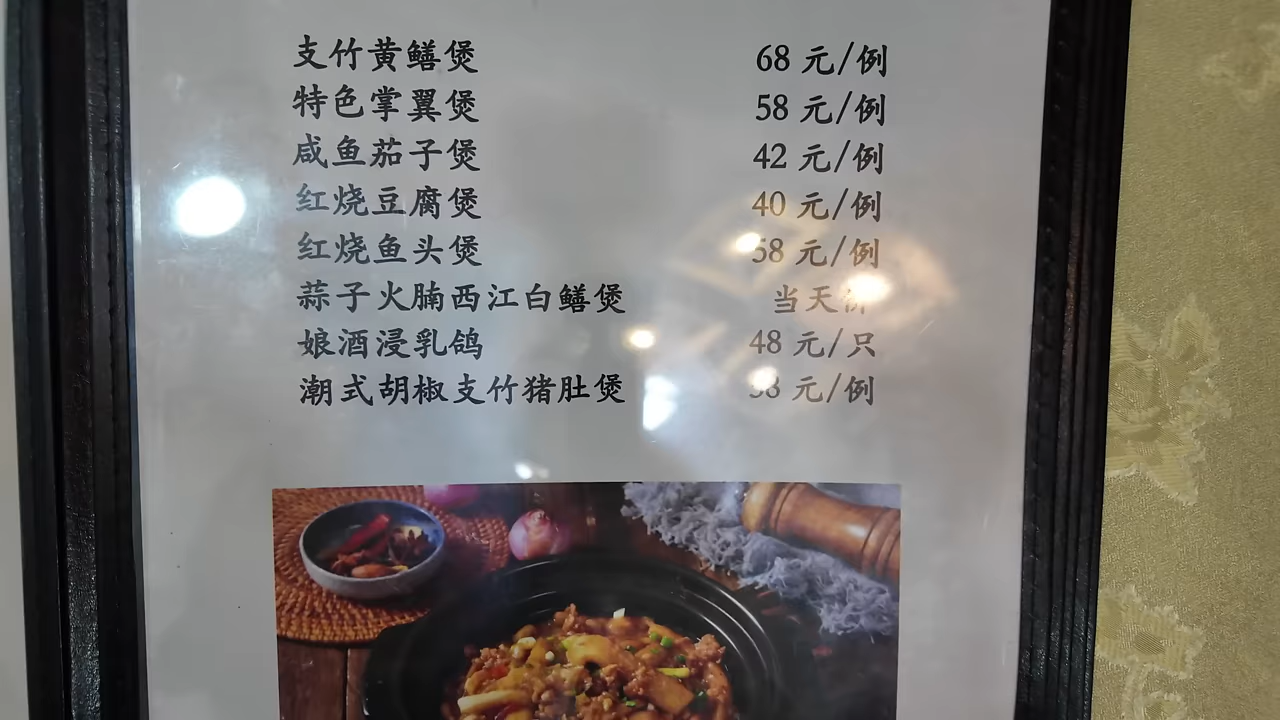 支竹黄鳝煲 68 元/例
特色掌翼煲 58 元/例
咸鱼茄子煲 42 元/例
红烧豆腐煲 40 元/例
红烧鱼头煲 58 元/例
蒜子火腩西江白鳝煲 当天
娘酒浸乳鸽 48 元/只
潮式胡椒支竹猪肚煲 元/例